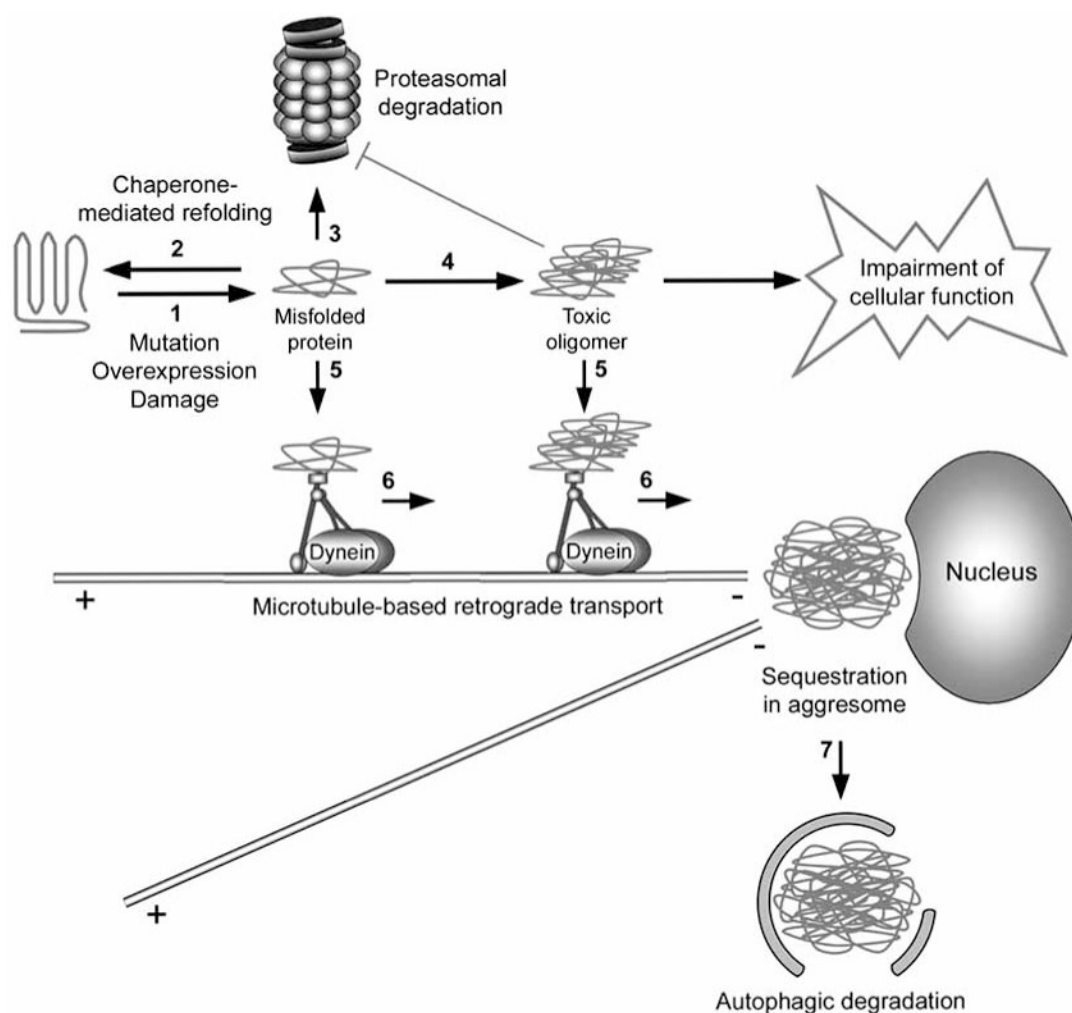 Proteasomal
degradation
Chaperone-
mediated refolding
2
3
4
1
Mutation
Overexpression
Damage
Misfolded
protein
Toxic
oligomer
Impairment of
cellular function
5
5
6
6
Dynein
Dynein
Nucleus
+
Microtubule-based retrograde transport
-
-
Sequestration
in aggresome
7
+
Autophagic degradation